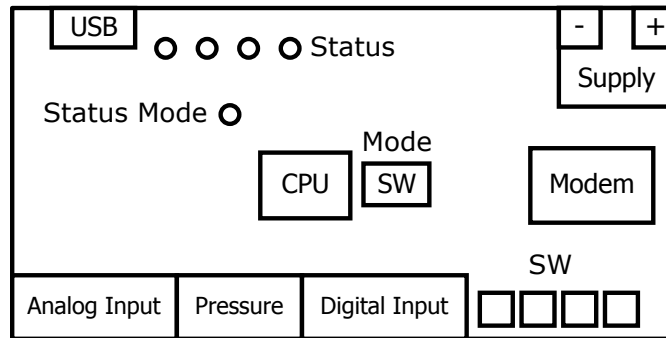 USB
Status
- +
Supply
Status Mode
Mode
CPU
SW
Modem
SW
Analog Input
Pressure
Digital Input